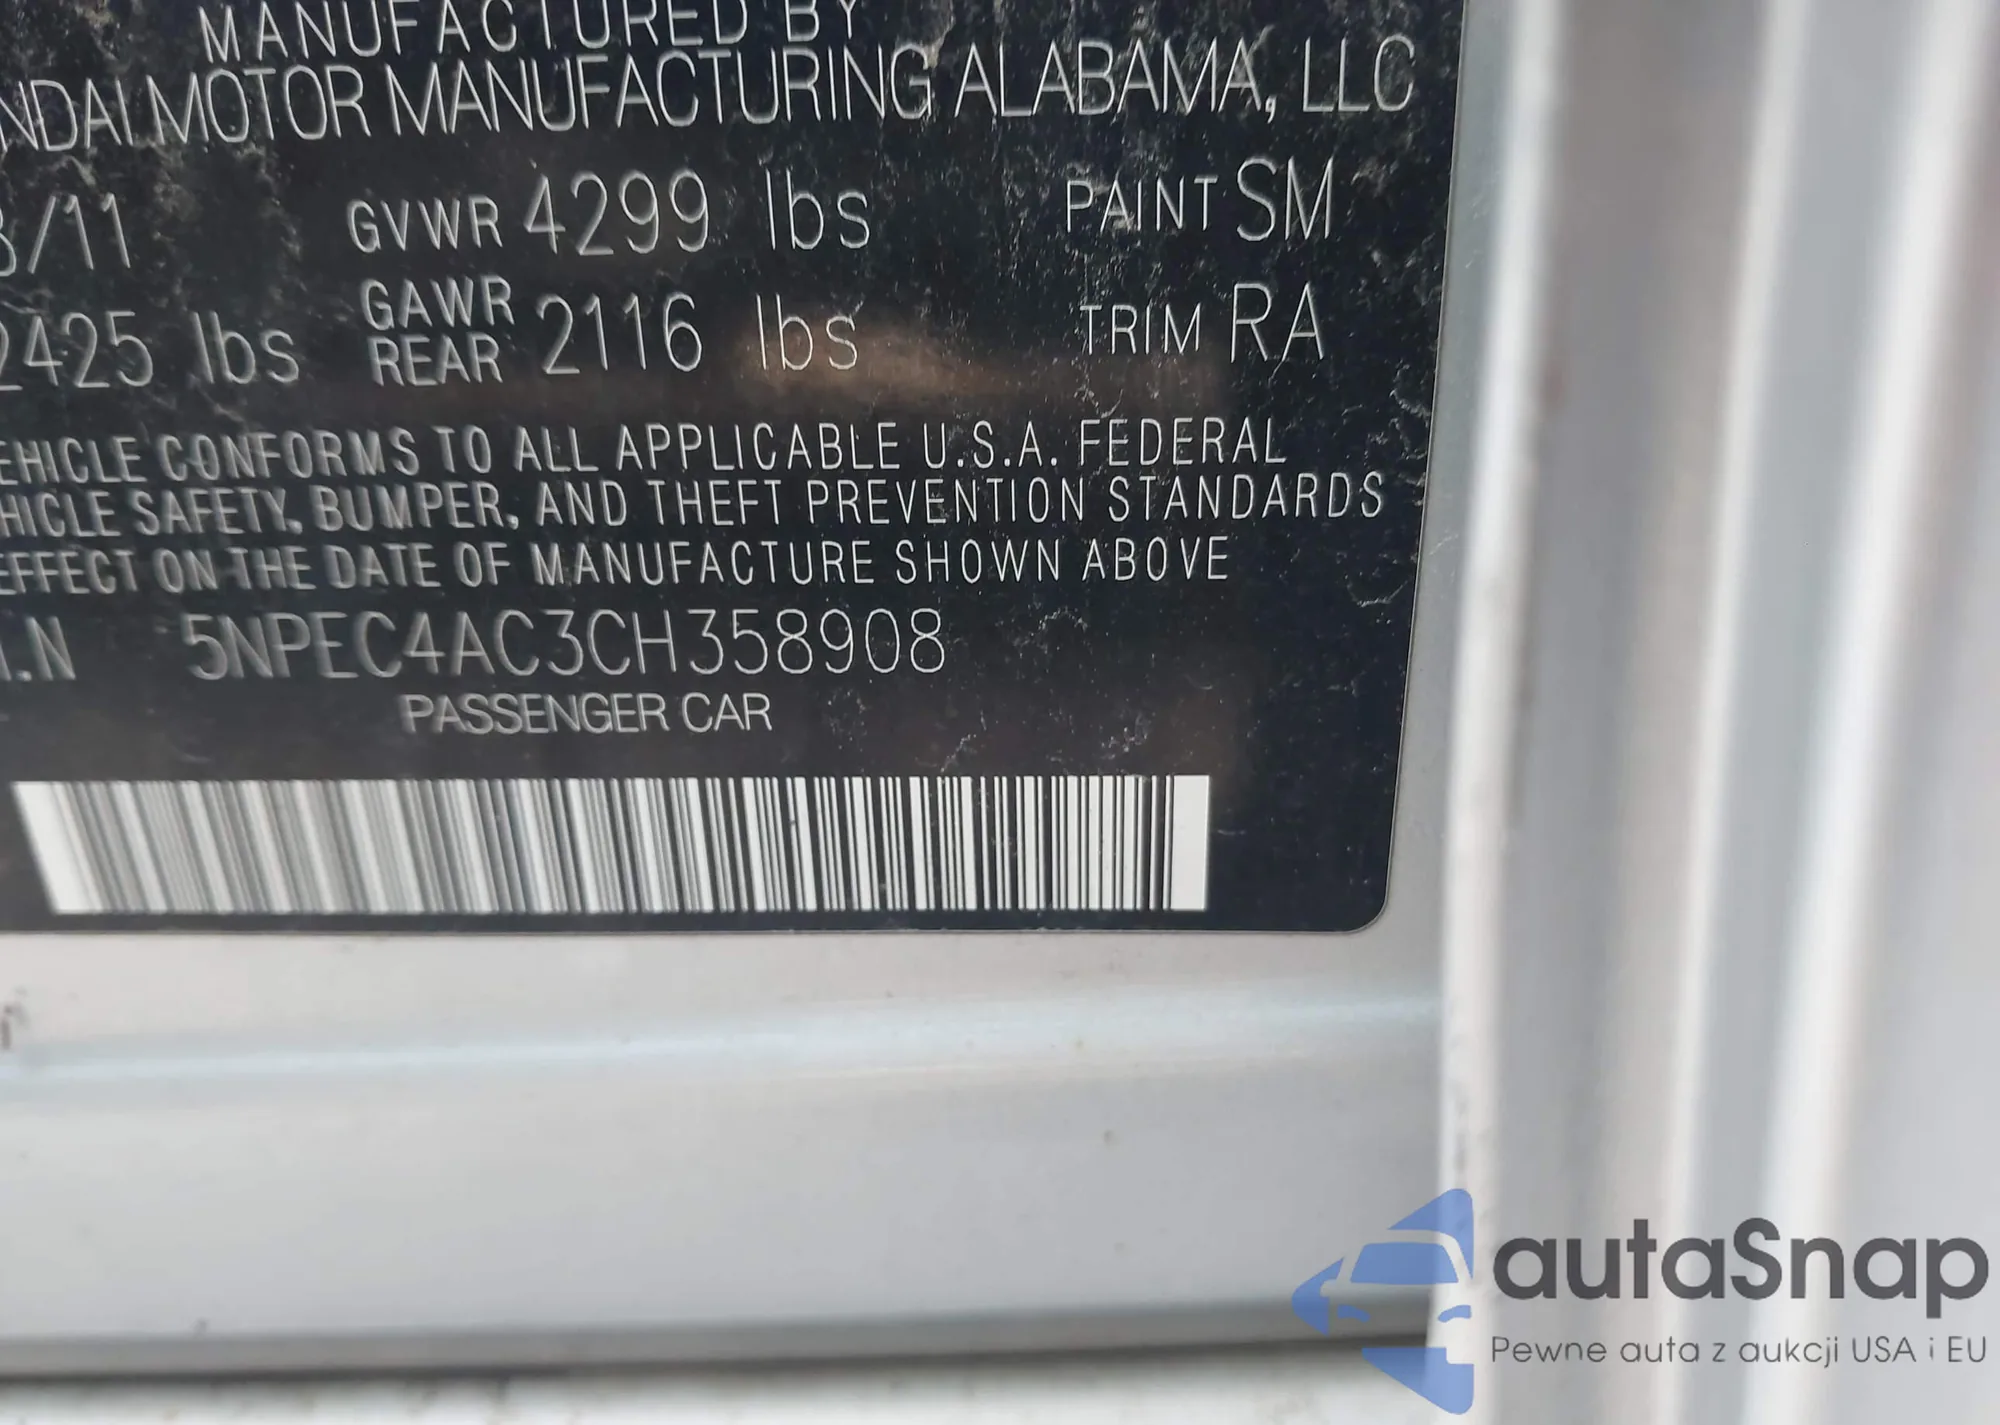 MANUFACTURED BY
NDAI MOTOR MANUFACTURING ALABAMA, LLC
/11 GVWR 4299 lbs PAINT SM
2425 lbs GAWR REAR 2116 lbs TRIM RA
EHICLE CONFORMS TO ALL APPLICABLE U.S.A. FEDERAL
HICLE SAFETY, BUMPER, AND THEFT PREVENTION STANDARDS
EFFECT ON THE DATE OF MANUFACTURE SHOWN ABOVE
.N 5NPEC4AC3CH358908
PASSENGER CAR
autaSnap
Pewne auta z aukcji USA i EU